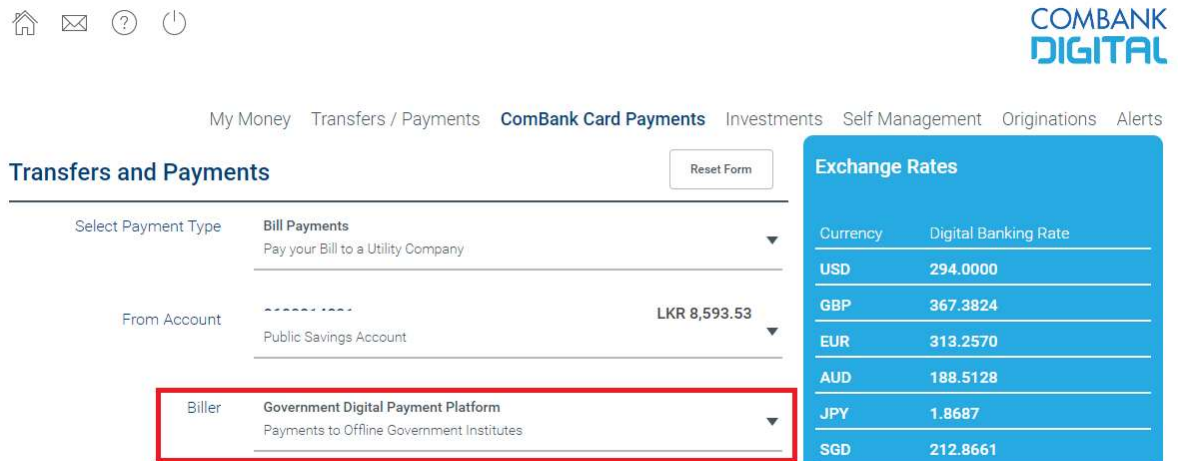 COMBANK
DIGITAL
My Money Transfers / Payments ComBank Card Payments Investments Self Management Originations Alerts
Transfers and Payments
Reset Form
Select Payment Type
Bill Payments
Pay your Bill to a Utility Company
From Account
LKR 8,593.53
Public Savings Account
Biller
Government Digital Payment Platform
Payments to Offline Government Institutes
Exchange Rates
Currency Digital Banking Rate
USD 294.0000
GBP 367.3824
EUR 313.2570
AUD 188.5128
JPY 1.8687
SGD 212.8661